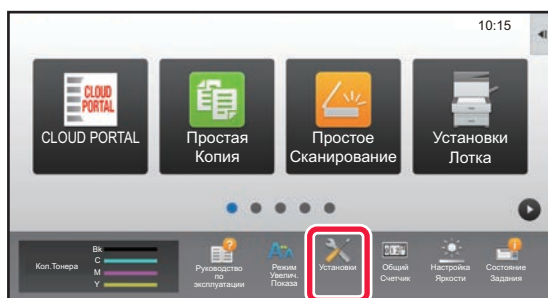 10:15
CLOUD
PORTAL
CLOUD PORTAL
Простая
Копия
Простое
Сканирование
Установки
Лотка
Кол.Тонера
Bk
C
M
Y
Руководство
по
эксплуатации
Режим
Увелич.
Показа
Установки
Общий
Счетчик
Настройка
Яркости
Состояние
Задания